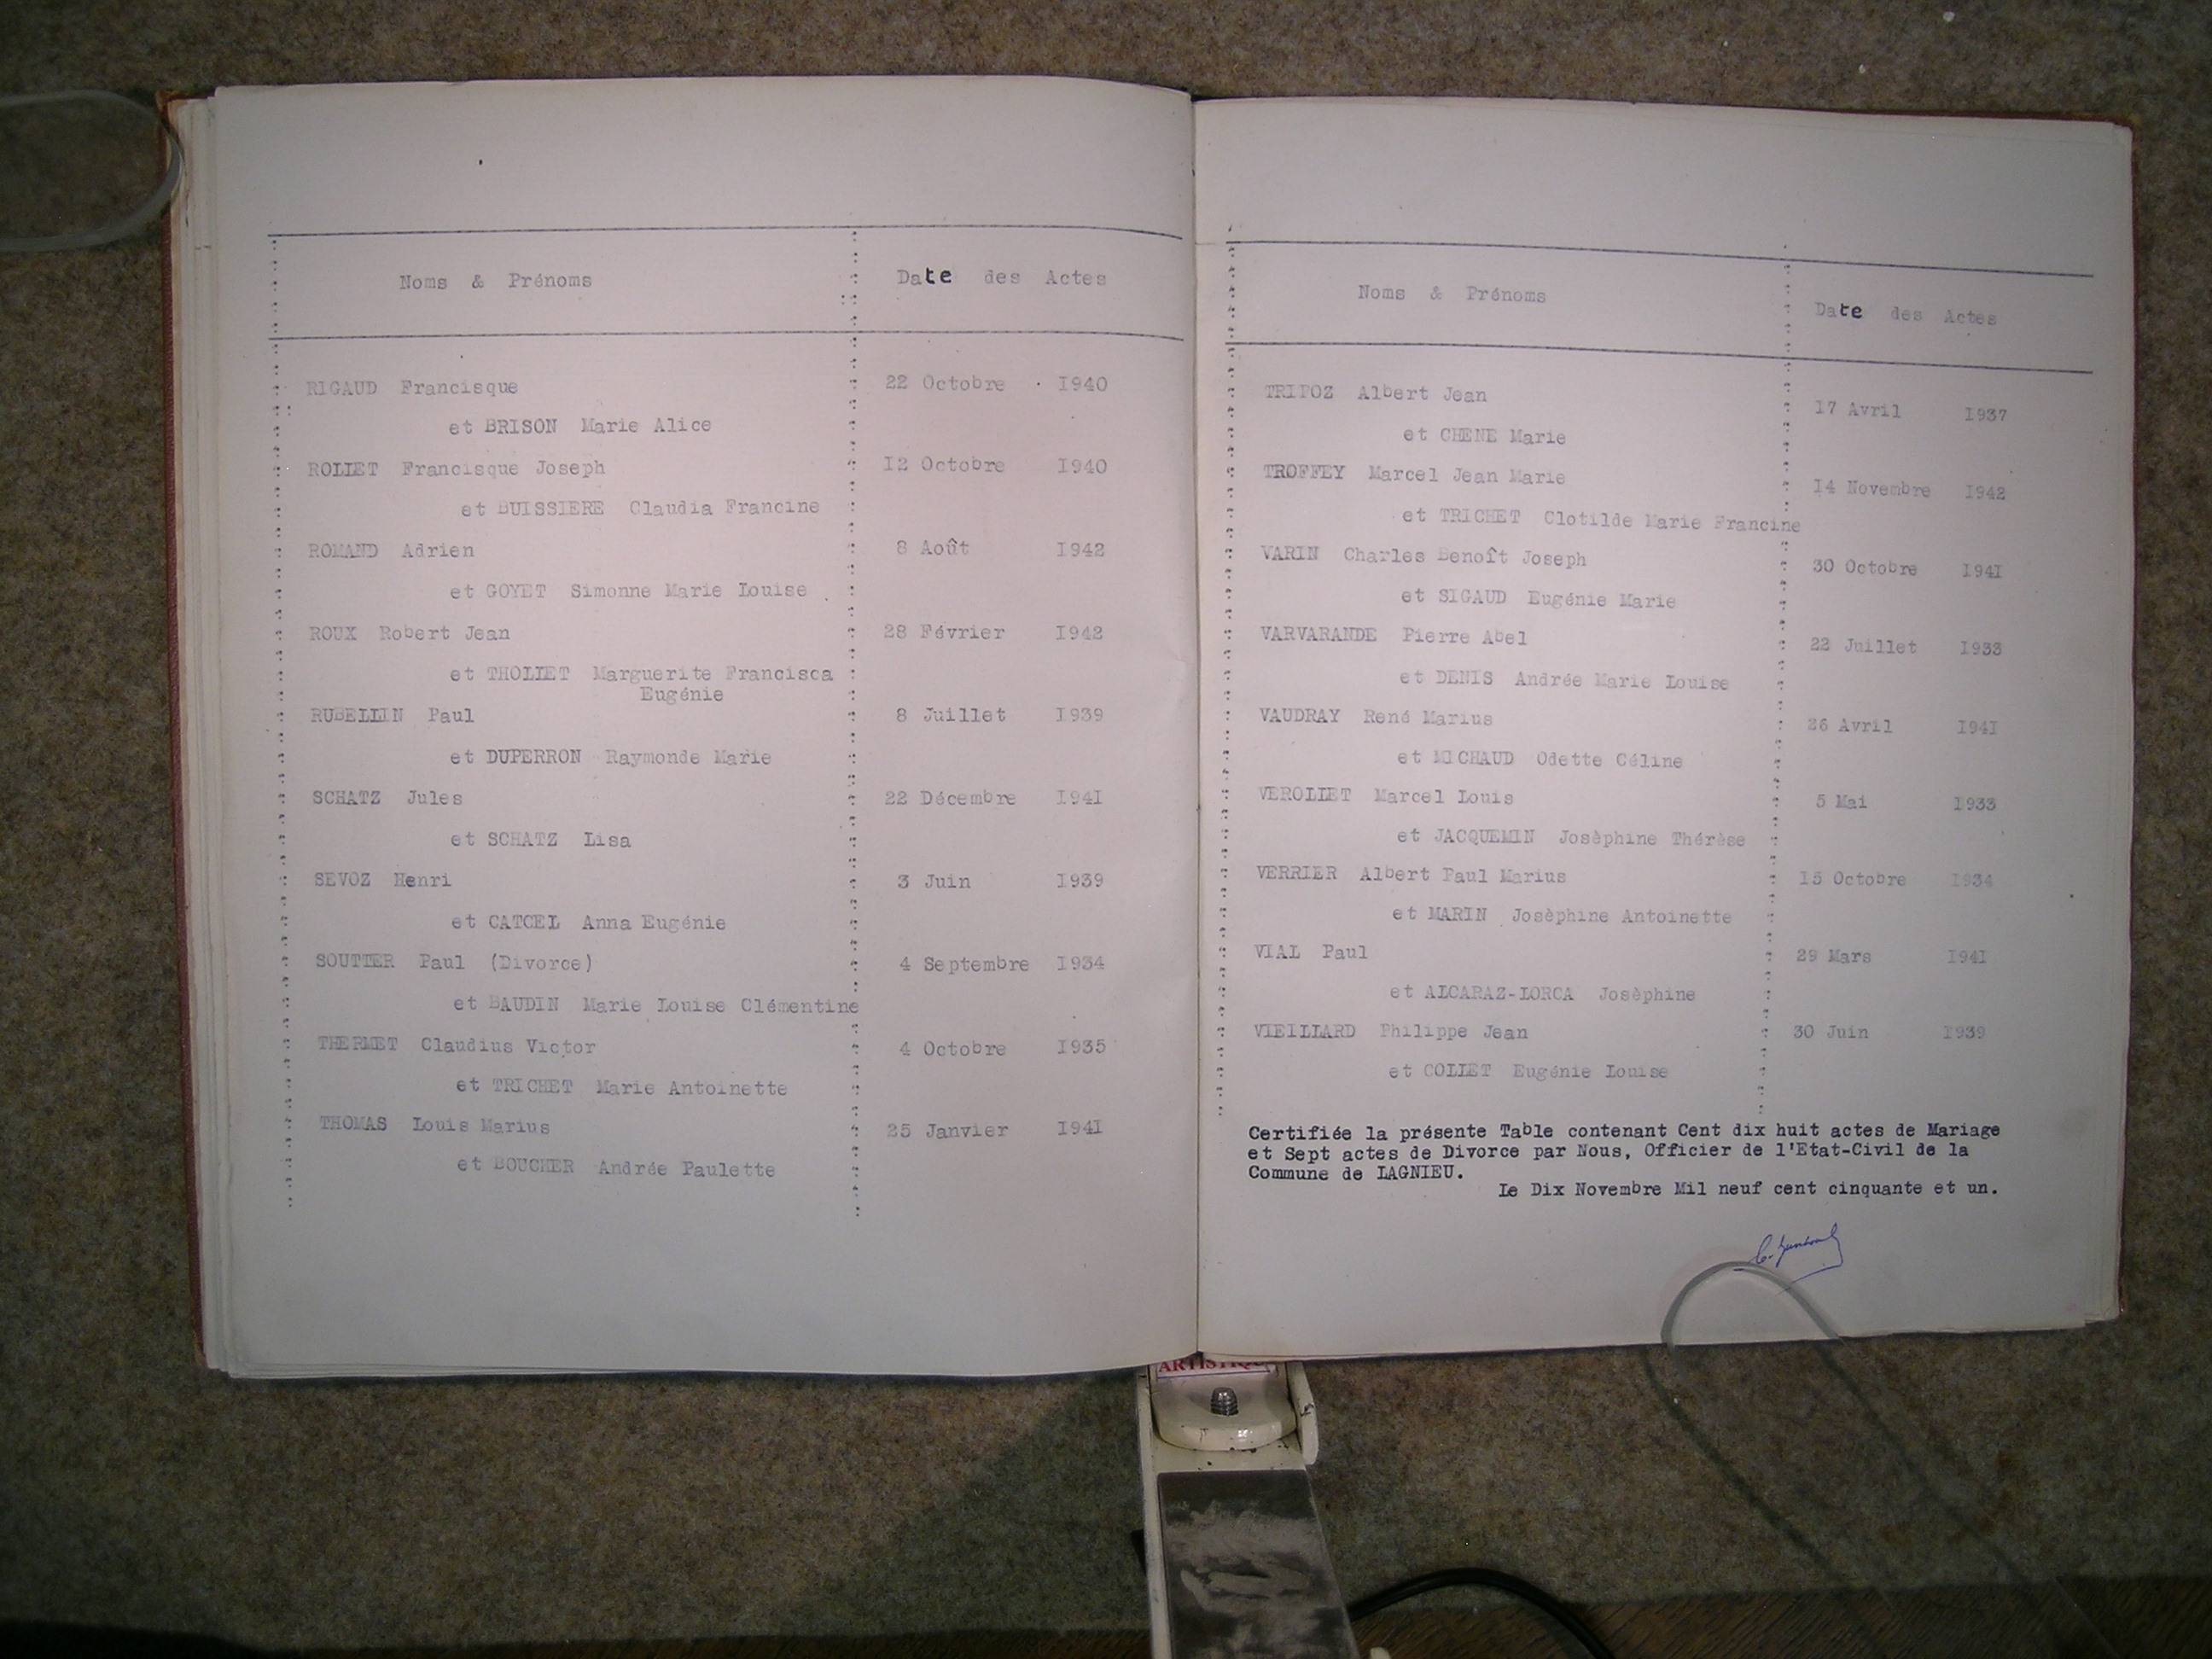 Noms & Prénoms Date des Actes
RIGAUD Francisque 22 Octobre 1940
et BRISON Marie Alice
ROLLET Francisque Joseph 12 Octobre 1940
et BUISSIERE Claudia Francine
ROMAND Adrien 8 Août 1942
et GOYET Simonne Marie Louise
ROUX Robert Jean 28 Février 1942
et THOLLET Marguerite Francisca
Eugénie
RUBELLIN Paul 8 Juillet 1939
et DUPERRON Raymonde Marie
SCHATZ Jules 22 Décembre 1941
et SCHATZ Lisa
SEVOZ Henri 3 Juin 1939
et CATCEL Anna Eugénie
SOUTTER Paul (Divorce) 4 Septembre 1934
et BAUDIN Marie Louise Clémentine
THERMET Claudius Victor 4 Octobre 1935
et TRICHET Marie Antoinette
THOMAS Louis Marius 25 Janvier 1941
et BOUCHER Andrée Paulette
Noms & Prénoms Date des Actes
Albert Jean 17 Avril 1937
et CHENE Marie
TROFFEY Marcel Jean Marie 14 Novembre 1942
et TRICHET Clotilde Marie Francine
VARIN Charles Benoît Joseph 30 Octobre 1941
et SIGAUD Eugénie Marie
VARVARANDE Pierre Abel 22 Juillet 1933
et DENIS Andrée Marie Louise
VAUDRAY René Marius 26 Avril 1941
et MICHAUD Odette Céline
VEROLLET Marcel Louis 5 Mai 1933
et JACQUEMIN Josèphine Thérèse
VERRIER Albert Paul Marius 15 Octobre 1934
et MARIN Josèphine Antoinette
VIAL Paul 29 Mars 1941
et ALCARAZ-LORCA Josèphine
VIEILLARD Philippe Jean 30 Juin 1939
et COLLET Eugénie Louise
Certifiée la présente Table contenant Cent dix huit actes de Mariage
et Sept actes de Divorce par Nous, Officier de l'Etat-Civil de la
Commune de LAGNIEU.
Le Dix Novembre Mil neuf cent cinquante et un.